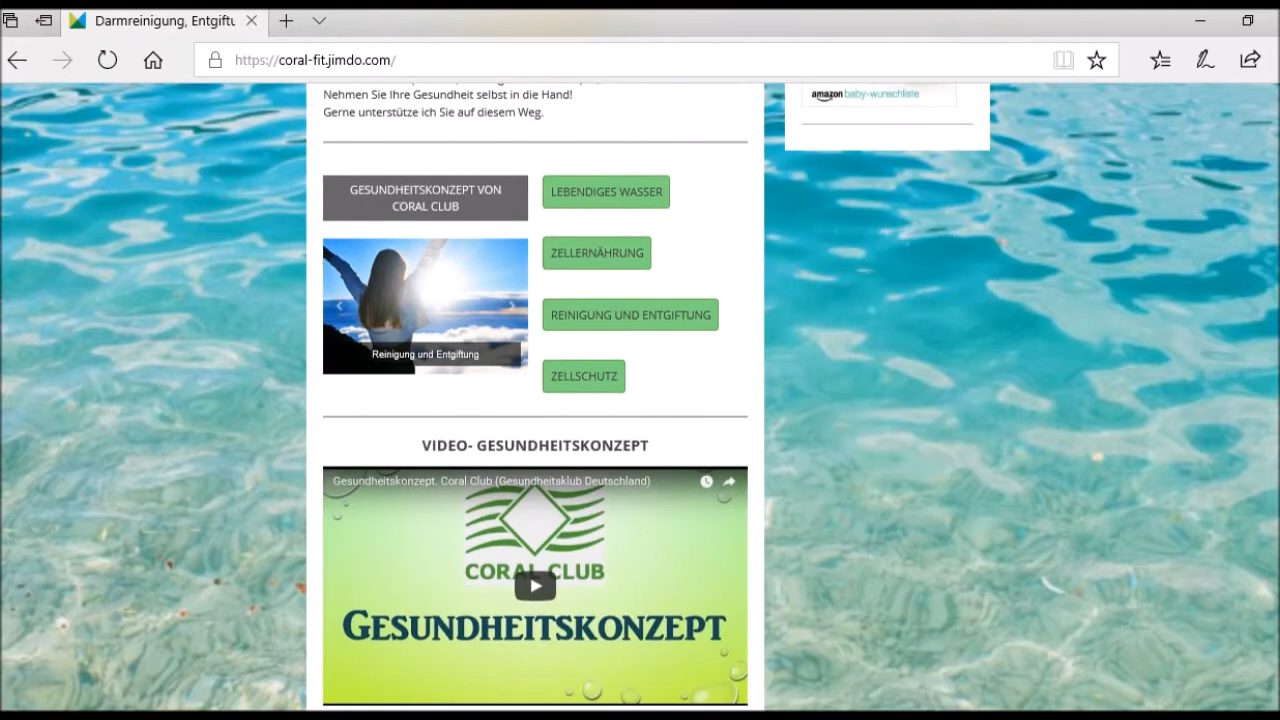 Darmreinigung, Entgiftu
https://coral-fit.jimdo.com/
Nehmen Sie Ihre Gesundheit selbst in die Hand!
Gerne unterstütze ich Sie auf diesem Weg.
amazon baby-wunschliste
GESUNDHEITSKONZEPT VON
CORAL CLUB
Reinigung und Entgiftung
LEBENDIGES WASSER
ZELLERNÄHRUNG
REINIGUNG UND ENTGIFTUNG
ZELLSCHUTZ
VIDEO- GESUNDHEITSKONZEPT
Gesundheitskonzept. Coral Club (Gesundheitsklub Deutschland)
CORAL CLUB
GESUNDHEITSKONZEPT